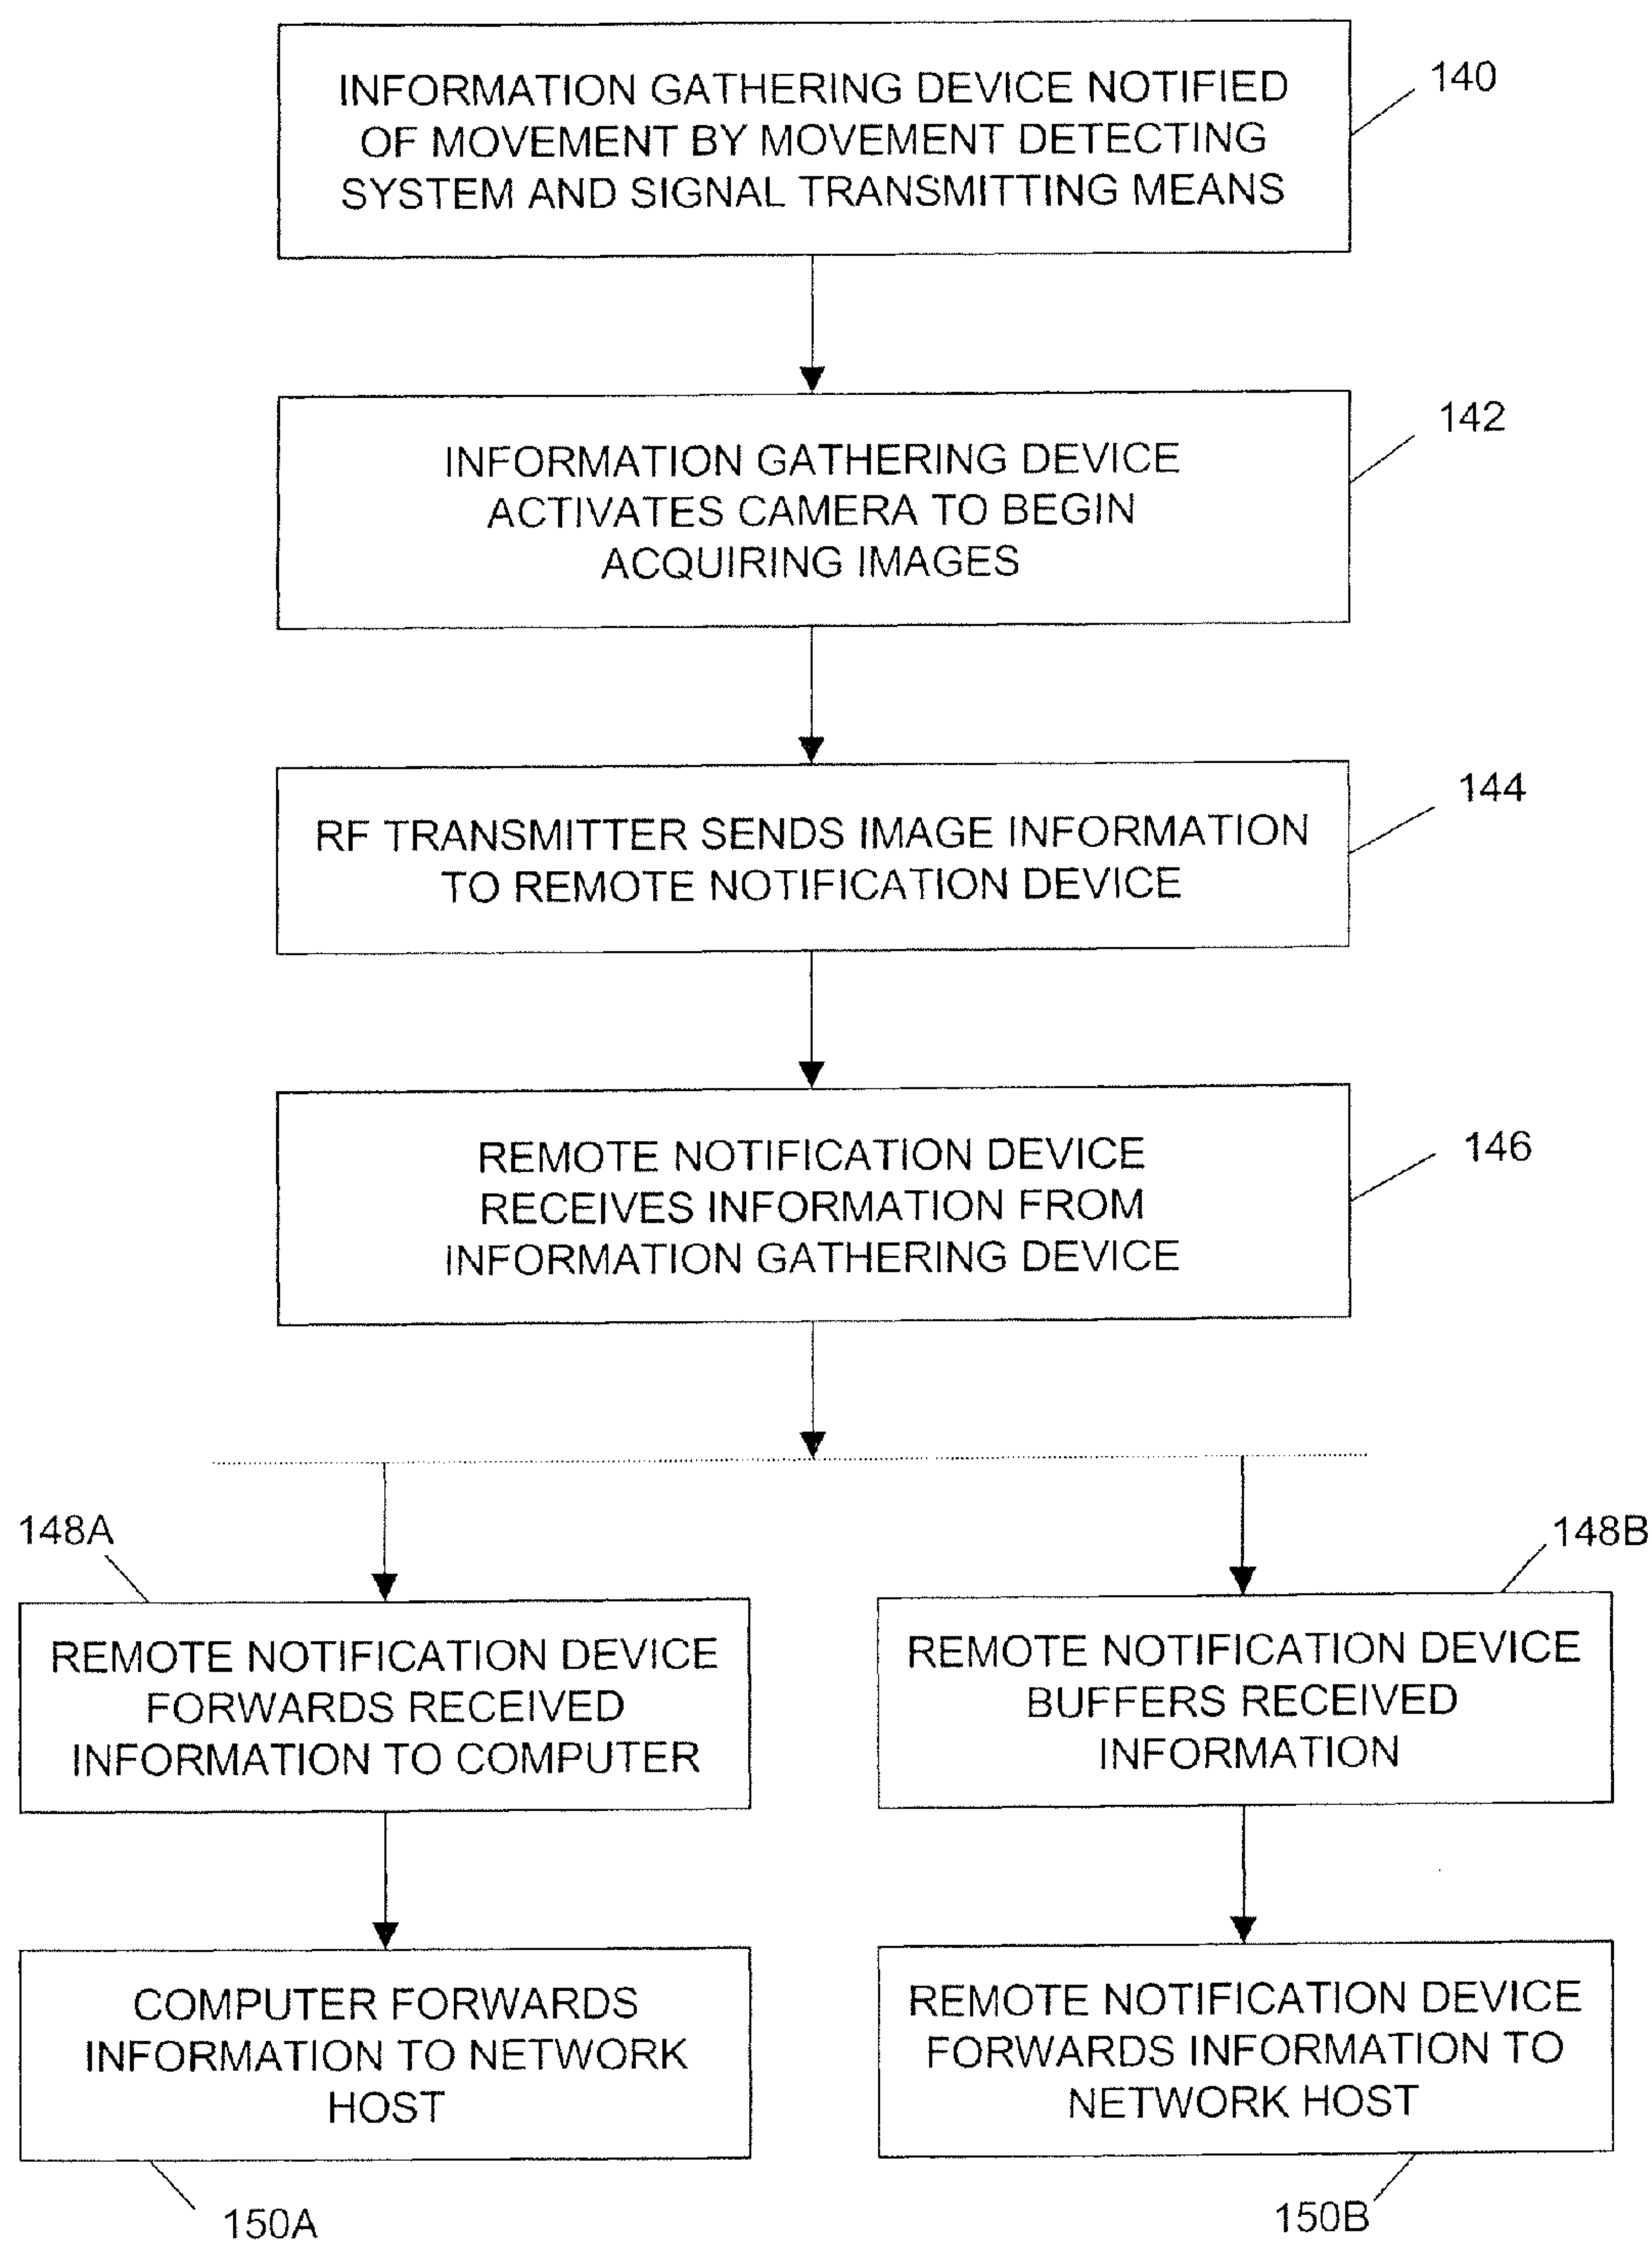 INFORMATION GATHERING DEVICE NOTIFIED
OF MOVEMENT BY MOVEMENT DETECTING
SYSTEM AND SIGNAL TRANSMITTING MEANS
140
INFORMATION GATHERING DEVICE
ACTIVATES CAMERA TO BEGIN
ACQUIRING IMAGES
142
RF TRANSMITTER SENDS IMAGE INFORMATION
TO REMOTE NOTIFICATION DEVICE
144
REMOTE NOTIFICATION DEVICE
RECEIVES INFORMATION FROM
INFORMATION GATHERING DEVICE
146
148A
REMOTE NOTIFICATION DEVICE
FORWARDS RECEIVED
INFORMATION TO COMPUTER
148B
REMOTE NOTIFICATION DEVICE
BUFFERS RECEIVED
INFORMATION
COMPUTER FORWARDS
INFORMATION TO NETWORK
HOST
150A
REMOTE NOTIFICATION DEVICE
FORWARDS INFORMATION TO
NETWORK HOST
150B